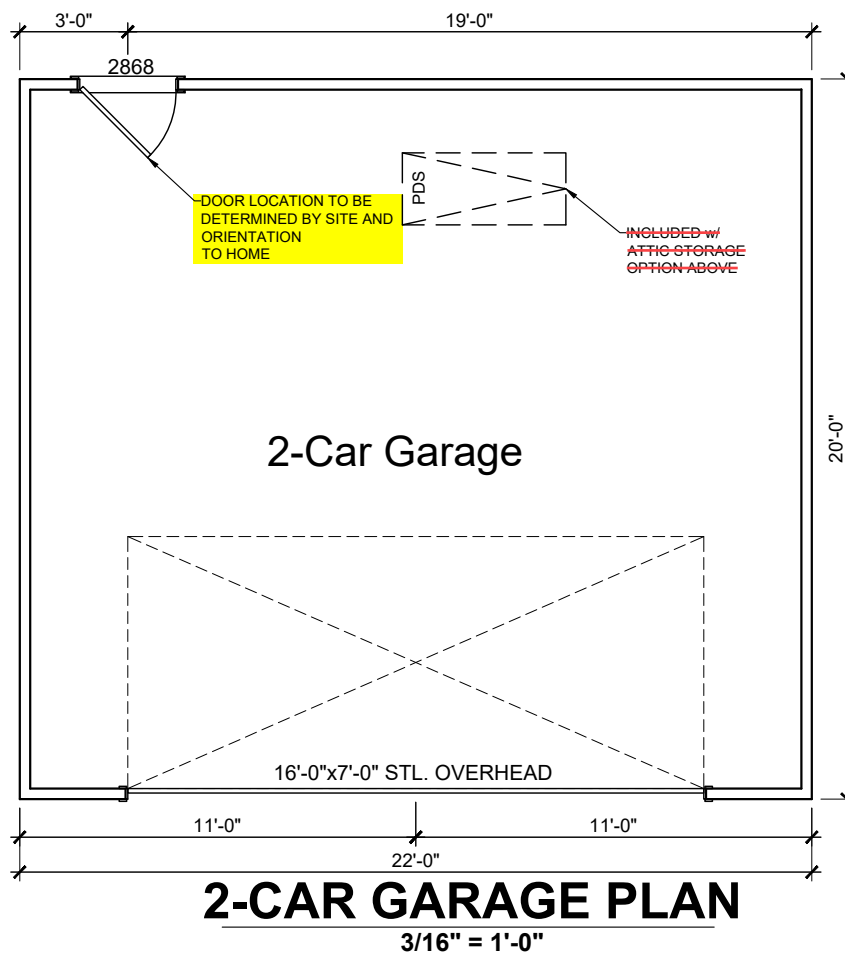 3'-0"
19'-0"
2868
PDS
DOOR LOCATION TO BE
DETERMINED BY SITE AND
ORIENTATION
TO HOME
INCLUDED w/
ATTIC STORAGE
OPTION ABOVE
2-Car Garage
20'-0"
16'-0"x7'-0" STL. OVERHEAD
11'-0"
11'-0"
22'-0"
2-CAR GARAGE PLAN
3/16" = 1'-0"